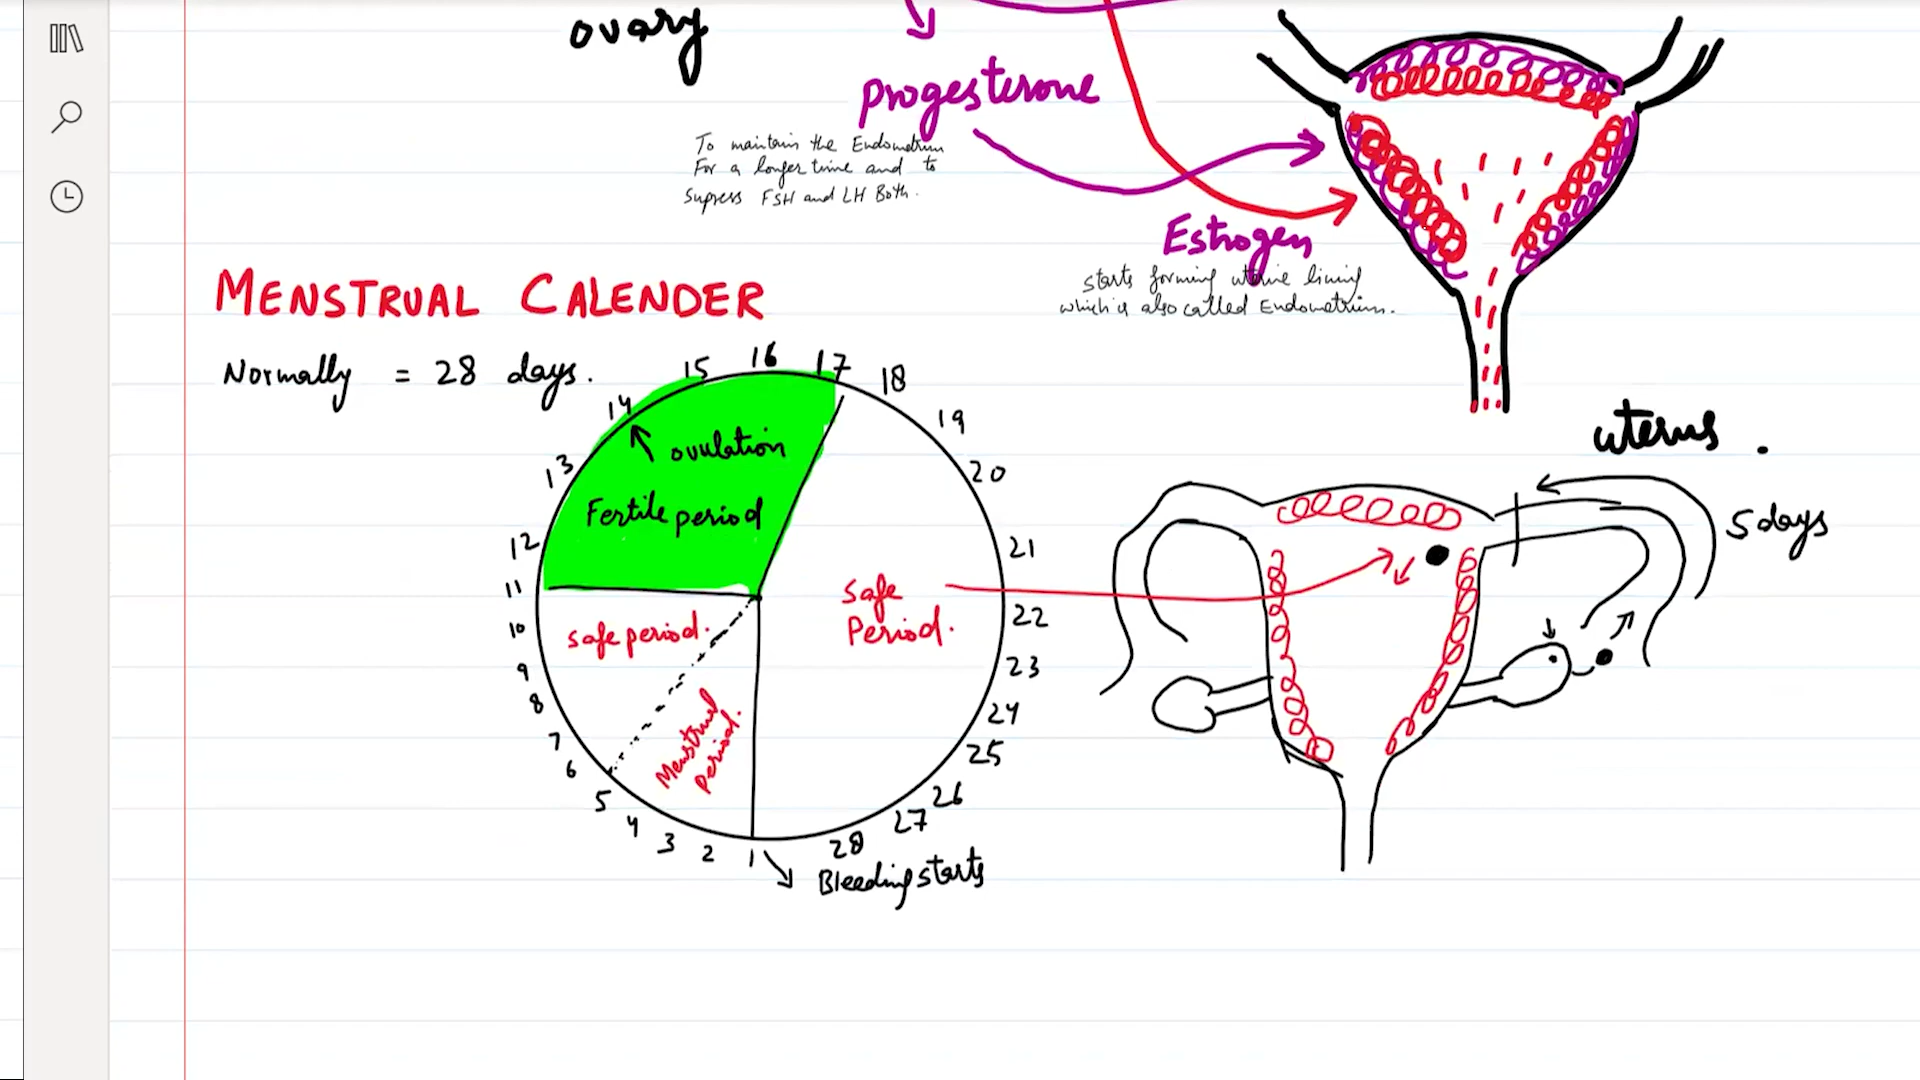 ovary
Progesterone
To maintain the Endometrium
For a longer time and to
Supress FSH and LH Both.
Estrogen
starts forming uterine lining
which is also called Endometrium.
MENSTRUAL CALENDER
Normally = 28 days.
uterus.
5 days
ovulation
Fertile period
safe period.
Menstrual
period.
Safe
Period.
1
2
3
4
5
6
7
8
9
10
11
12
13
14
15
16
17
18
19
20
21
22
23
24
25
26
27
28
Bleeding starts